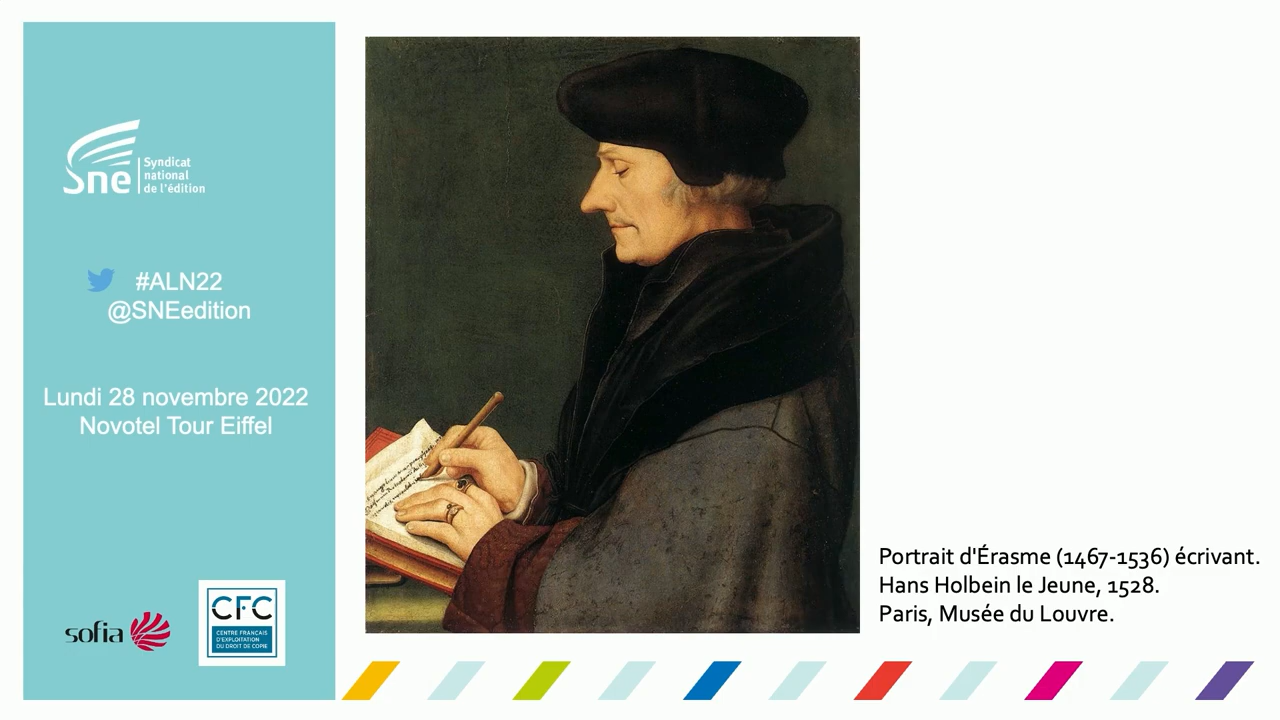 Sne
Syndicat
national
de l'édition
#ALN22
@SNEedition
Lundi 28 novembre 2022
Novotel Tour Eiffel
sofia
CFC
CENTRE FRANÇAIS
D'EXPLOITATION
DU DROIT DE COPIE
Portrait d'Érasme (1467-1536) écrivant.
Hans Holbein le Jeune, 1528.
Paris, Musée du Louvre.